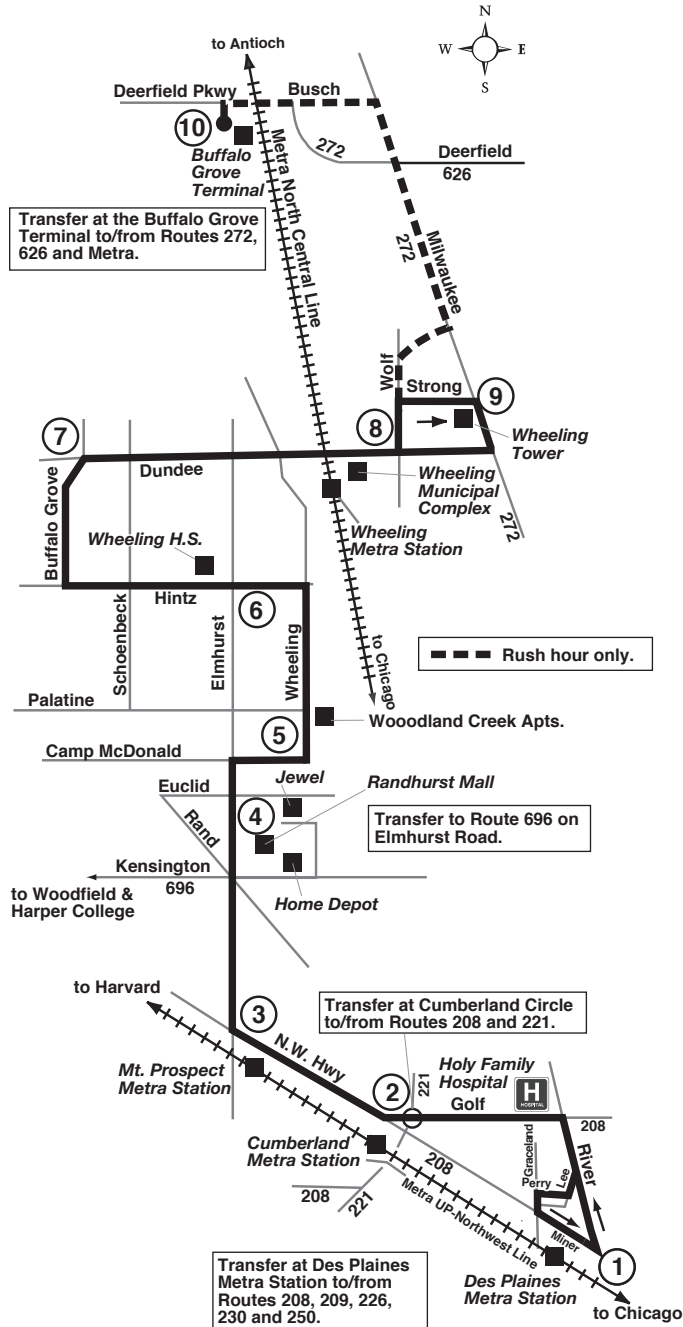 to Antioch
N
W
E
S
Deerfield Pkwy
Busch
10
Buffalo
Grove
Terminal
272
Deerfield
626
Metra North Central Line
Milwaukee
272
Transfer at the Buffalo Grove
Terminal to/from Routes 272,
626 and Metra.
Wolf
Strong
9
7
8
Wheeling
Tower
Dundee
Wheeling
Municipal
Complex
Buffalo Grove
Wheeling H.S.
Wheeling
Metra Station
272
Hintz
6
Schoenbeck
Elmhurst
Wheeling
to Chicago
Rush hour only.
Palatine
Wooodland Creek Apts.
5
Camp McDonald
Jewel
Randhurst Mall
Euclid
4
Rand
Transfer to Route 696 on
Elmhurst Road.
Kensington
696
to Woodfield &
Harper College
Home Depot
to Harvard
3
Transfer at Cumberland Circle
to/from Routes 208 and 221.
N.W. Hwy
Mt. Prospect
Metra Station
2
221
Holy Family
Hospital
H
HOSPITAL
Golf
208
Cumberland
Metra Station
208
Graceland
Perry
Lee
River
208
221
Metra UP-Northwest Line
Miner
1
Transfer at Des Plaines
Metra Station to/from
Routes 208, 209, 226,
230 and 250.
Des Plaines
Metra Station
to Chicago